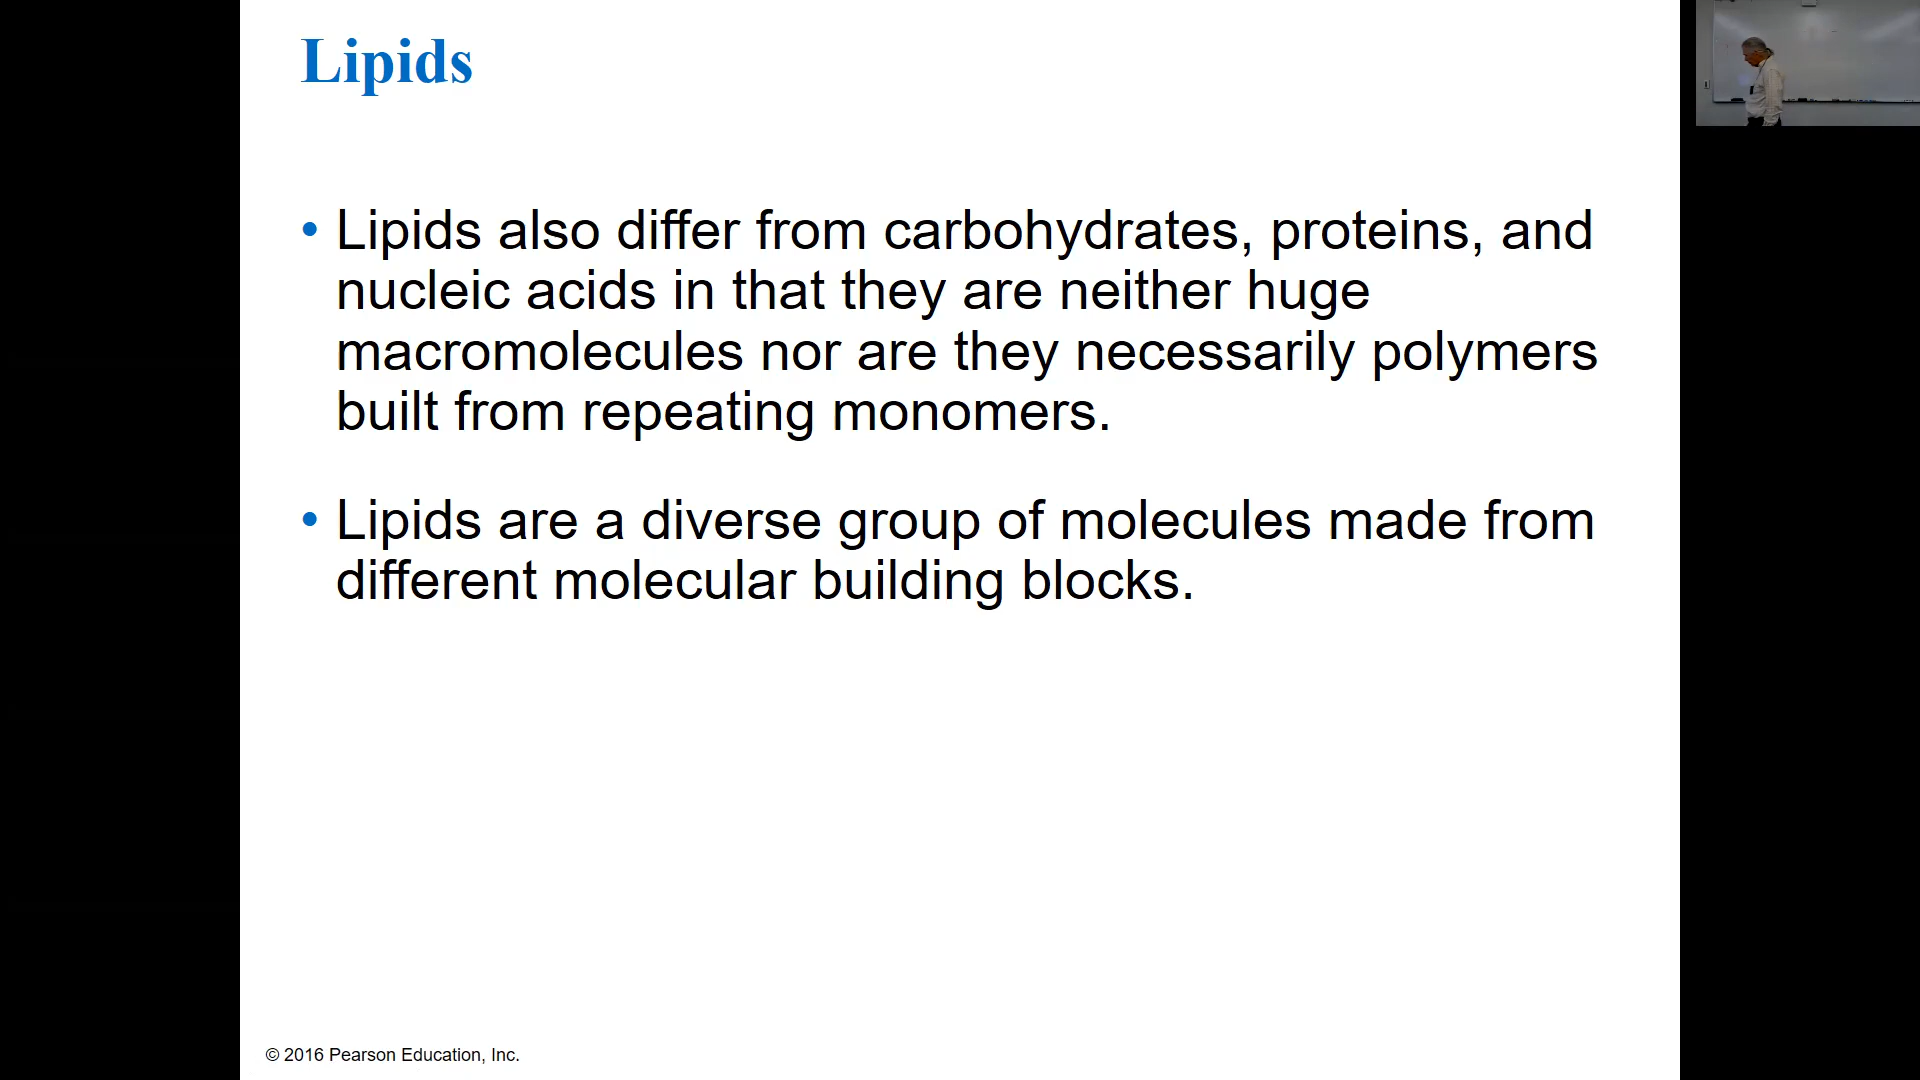 Lipids
• Lipids also differ from carbohydrates, proteins, and
nucleic acids in that they are neither huge
macromolecules nor are they necessarily polymers
built from repeating monomers.
• Lipids are a diverse group of molecules made from
different molecular building blocks.
© 2016 Pearson Education, Inc.